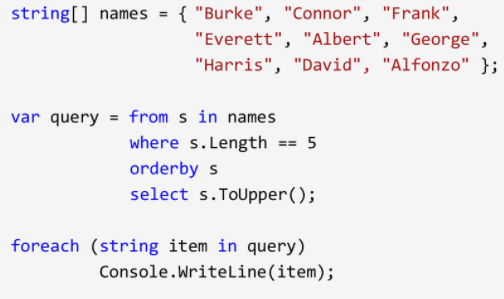 string[] names = { "Burke", "Connor", "Frank",
"Everett", "Albert", "George",
"Harris", "David", "Alfonzo" };
var query = from s in names
where s.Length == 5
orderby s
select s.ToUpper();
foreach (string item in query)
Console.WriteLine(item);